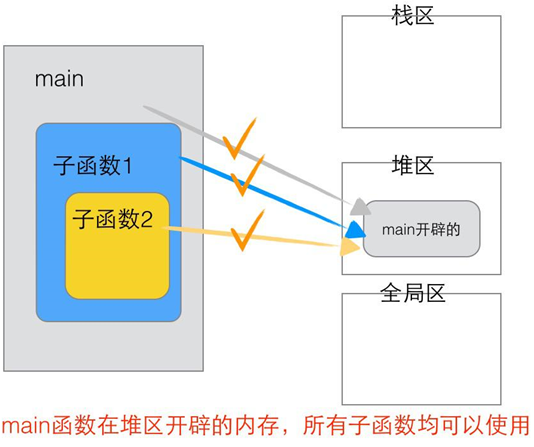 栈区
main
堆区
子函数1
子函数2
main开辟的
全局区
main函数在堆区开辟的内存，所有子函数均可以使用